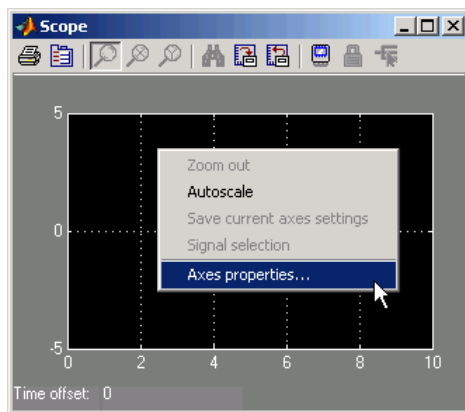 Scope
5
Zoom out
Autoscale
Save current axes settings
0
Signal selection
Axes properties...
-5
0 2 4 6 8 10
Time offset: 0